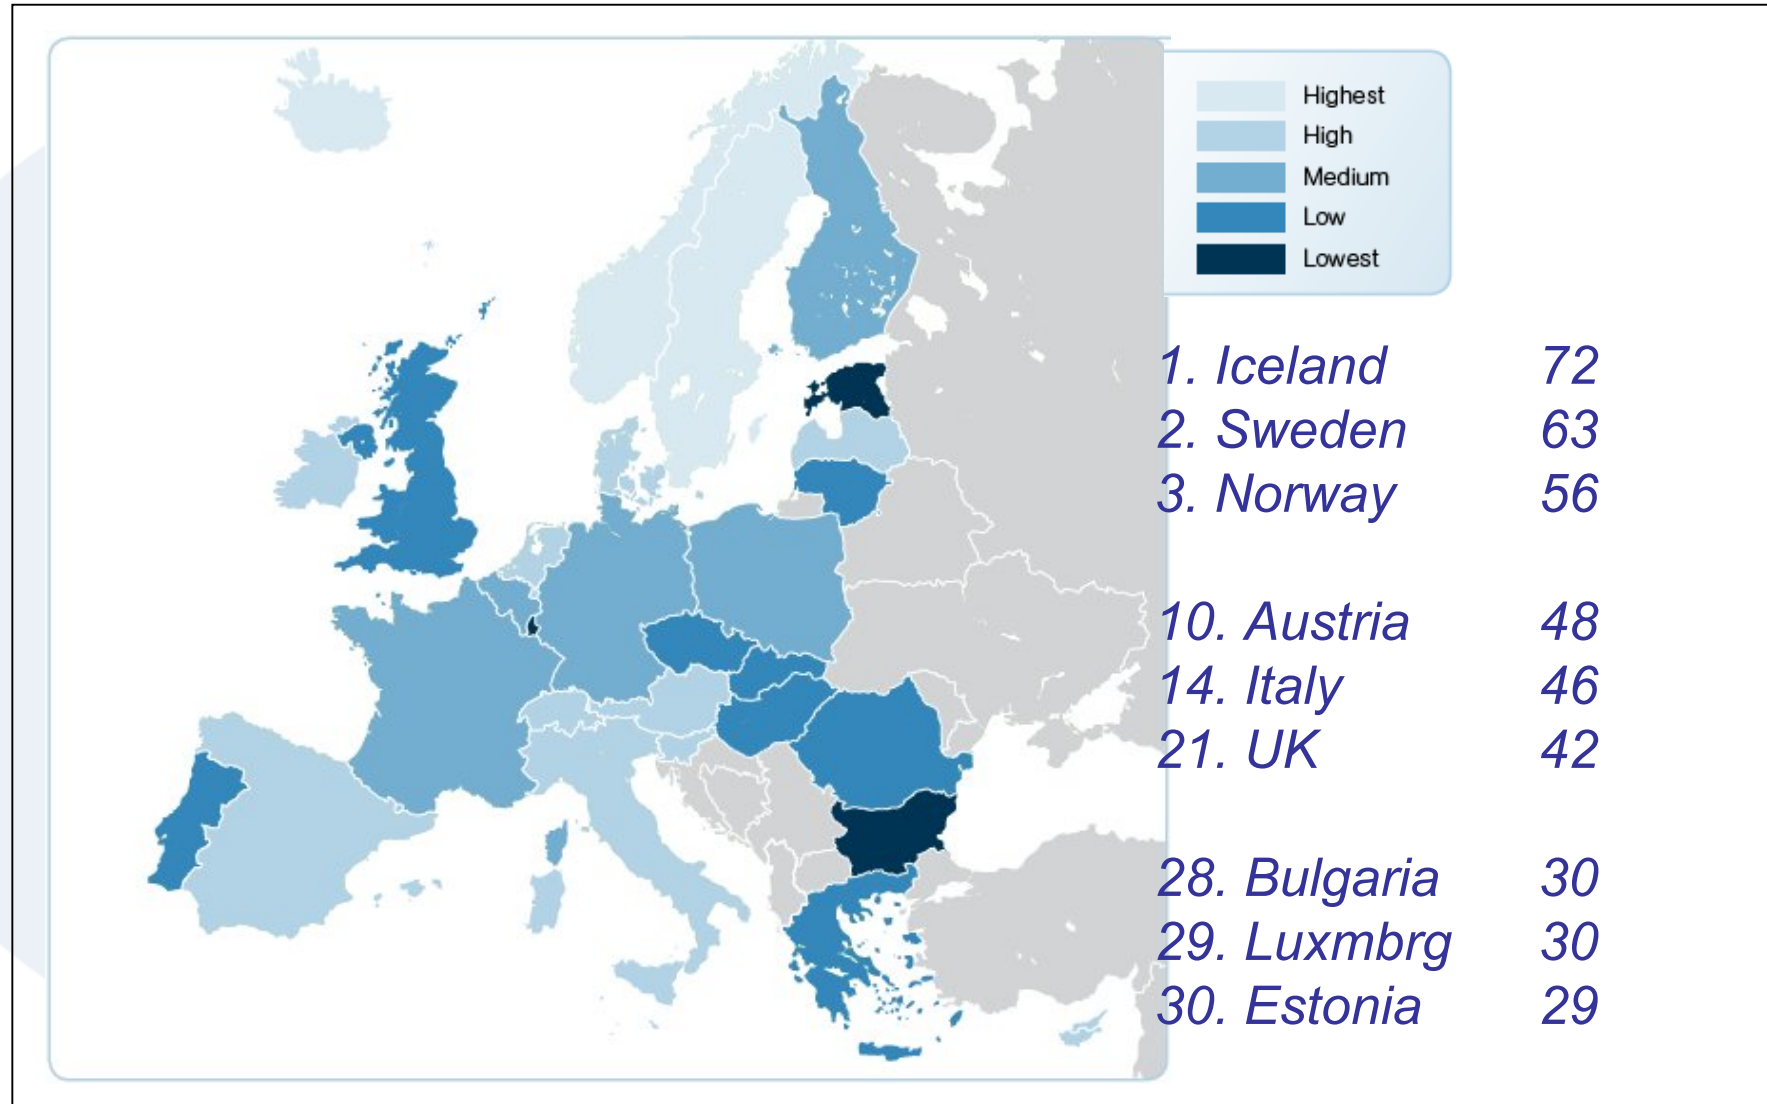 Highest
High
Medium
Low
Lowest
1. Iceland 72
2. Sweden 63
3. Norway 56
10. Austria 48
14. Italy 46
21. UK 42
28. Bulgaria 30
29. Luxmbrg 30
30. Estonia 29